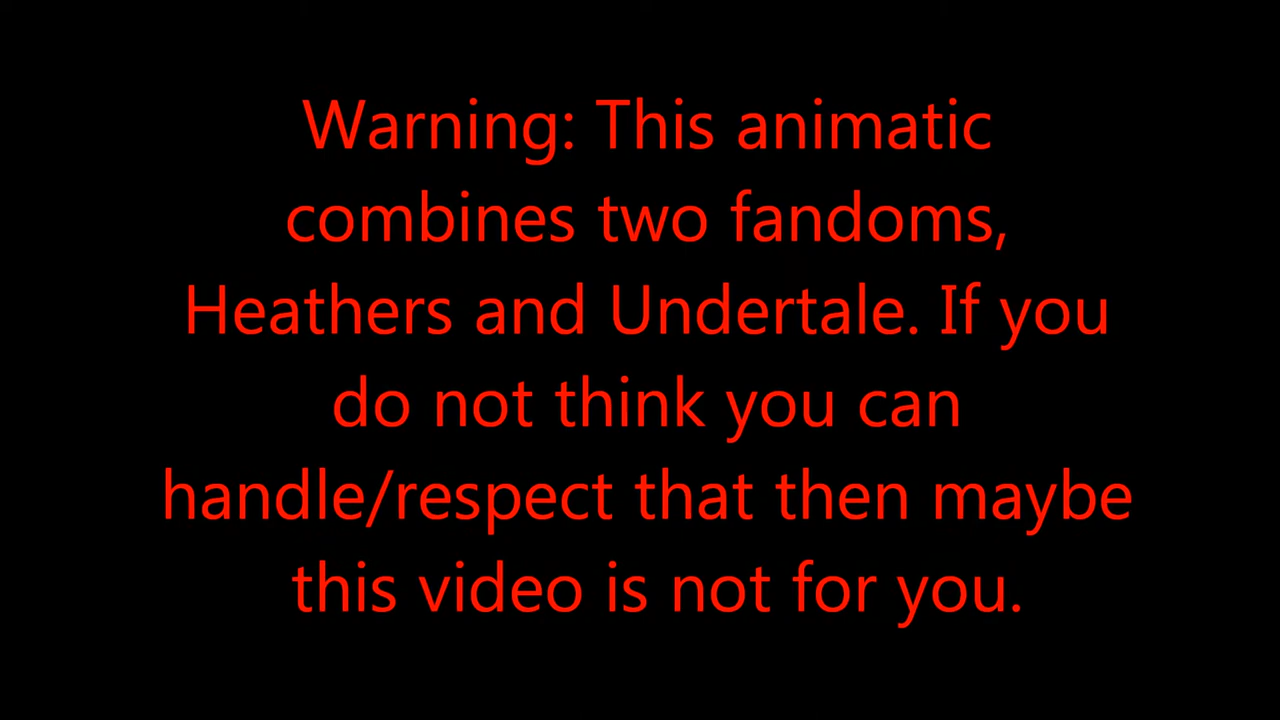 Warning: This animatic
combines two fandoms,
Heathers and Undertale. If you
do not think you can
handle/respect that then maybe
this video is not for you.